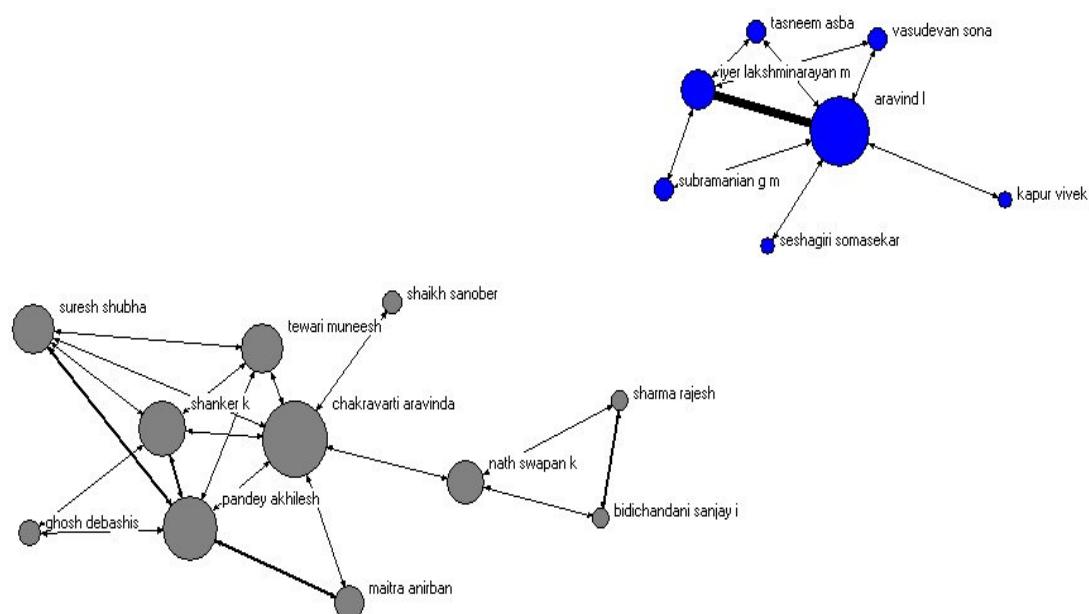 tasneem asba
vasudevan sona
iyer lakshminarayan m
aravind l
subramanian g m
kapur vivek
seshagiri somasekar
shaikh sanober
suresh shubha
tewari muneesh
sharma rajesh
shanker k
chakravarti aravinda
nath swapan k
pandey akhilesh
bidichandani sanjay i
ghosh debashis
maitra anirban